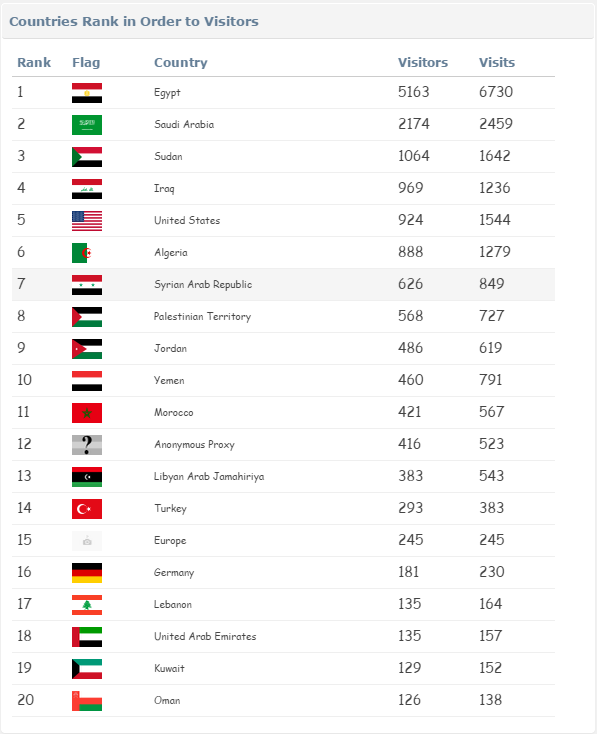 Countries Rank in Order to Visitors
Rank Flag Country Visitors Visits
1 Egypt 5163 6730
2 Saudi Arabia 2174 2459
3 Sudan 1064 1642
4 Iraq 969 1236
5 United States 924 1544
6 Algeria 888 1279
7 Syrian Arab Republic 626 849
8 Palestinian Territory 568 727
9 Jordan 486 619
10 Yemen 460 791
11 Morocco 421 567
12 ? Anonymous Proxy 416 523
13 Libyan Arab Jamahiriya 383 543
14 Turkey 293 383
15 Europe 245 245
16 Germany 181 230
17 Lebanon 135 164
18 United Arab Emirates 135 157
19 Kuwait 129 152
20 Oman 126 138